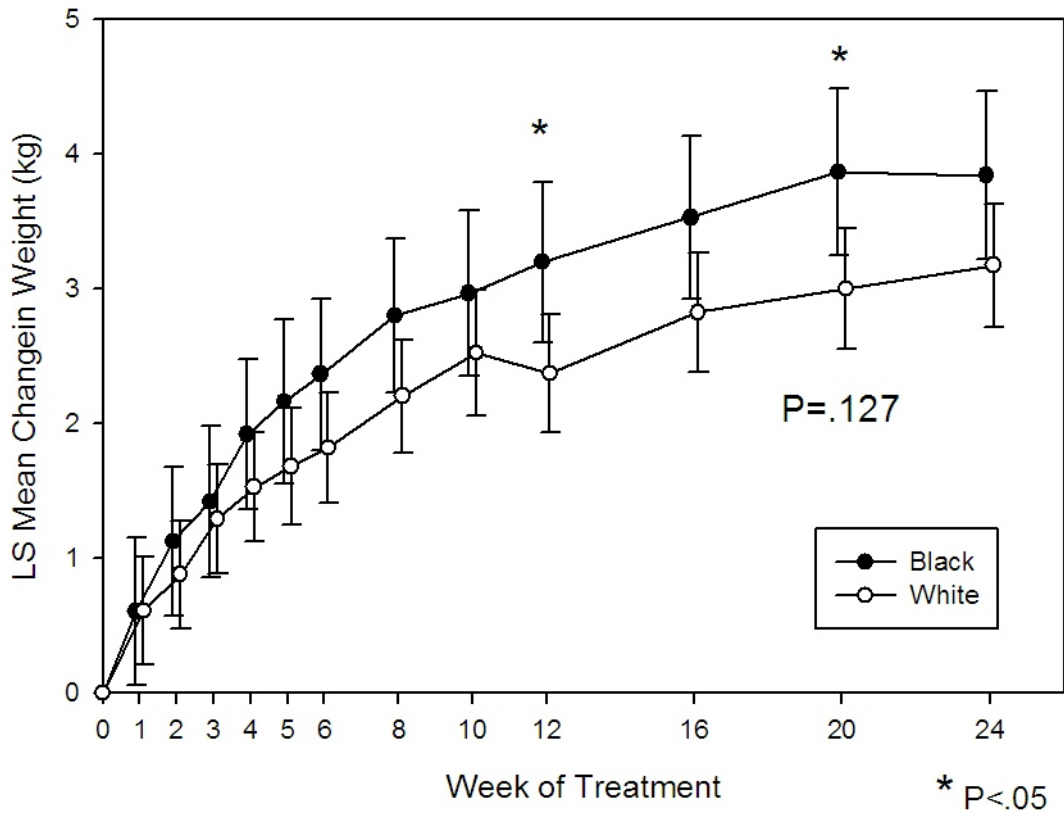 5
4
3
2
1
0
LS Mean Changein Weight (kg)
*
*
P=.127
Black
White
0 1 2 3 4 5 6 8 10 12 16 20 24
Week of Treatment
* P<.05